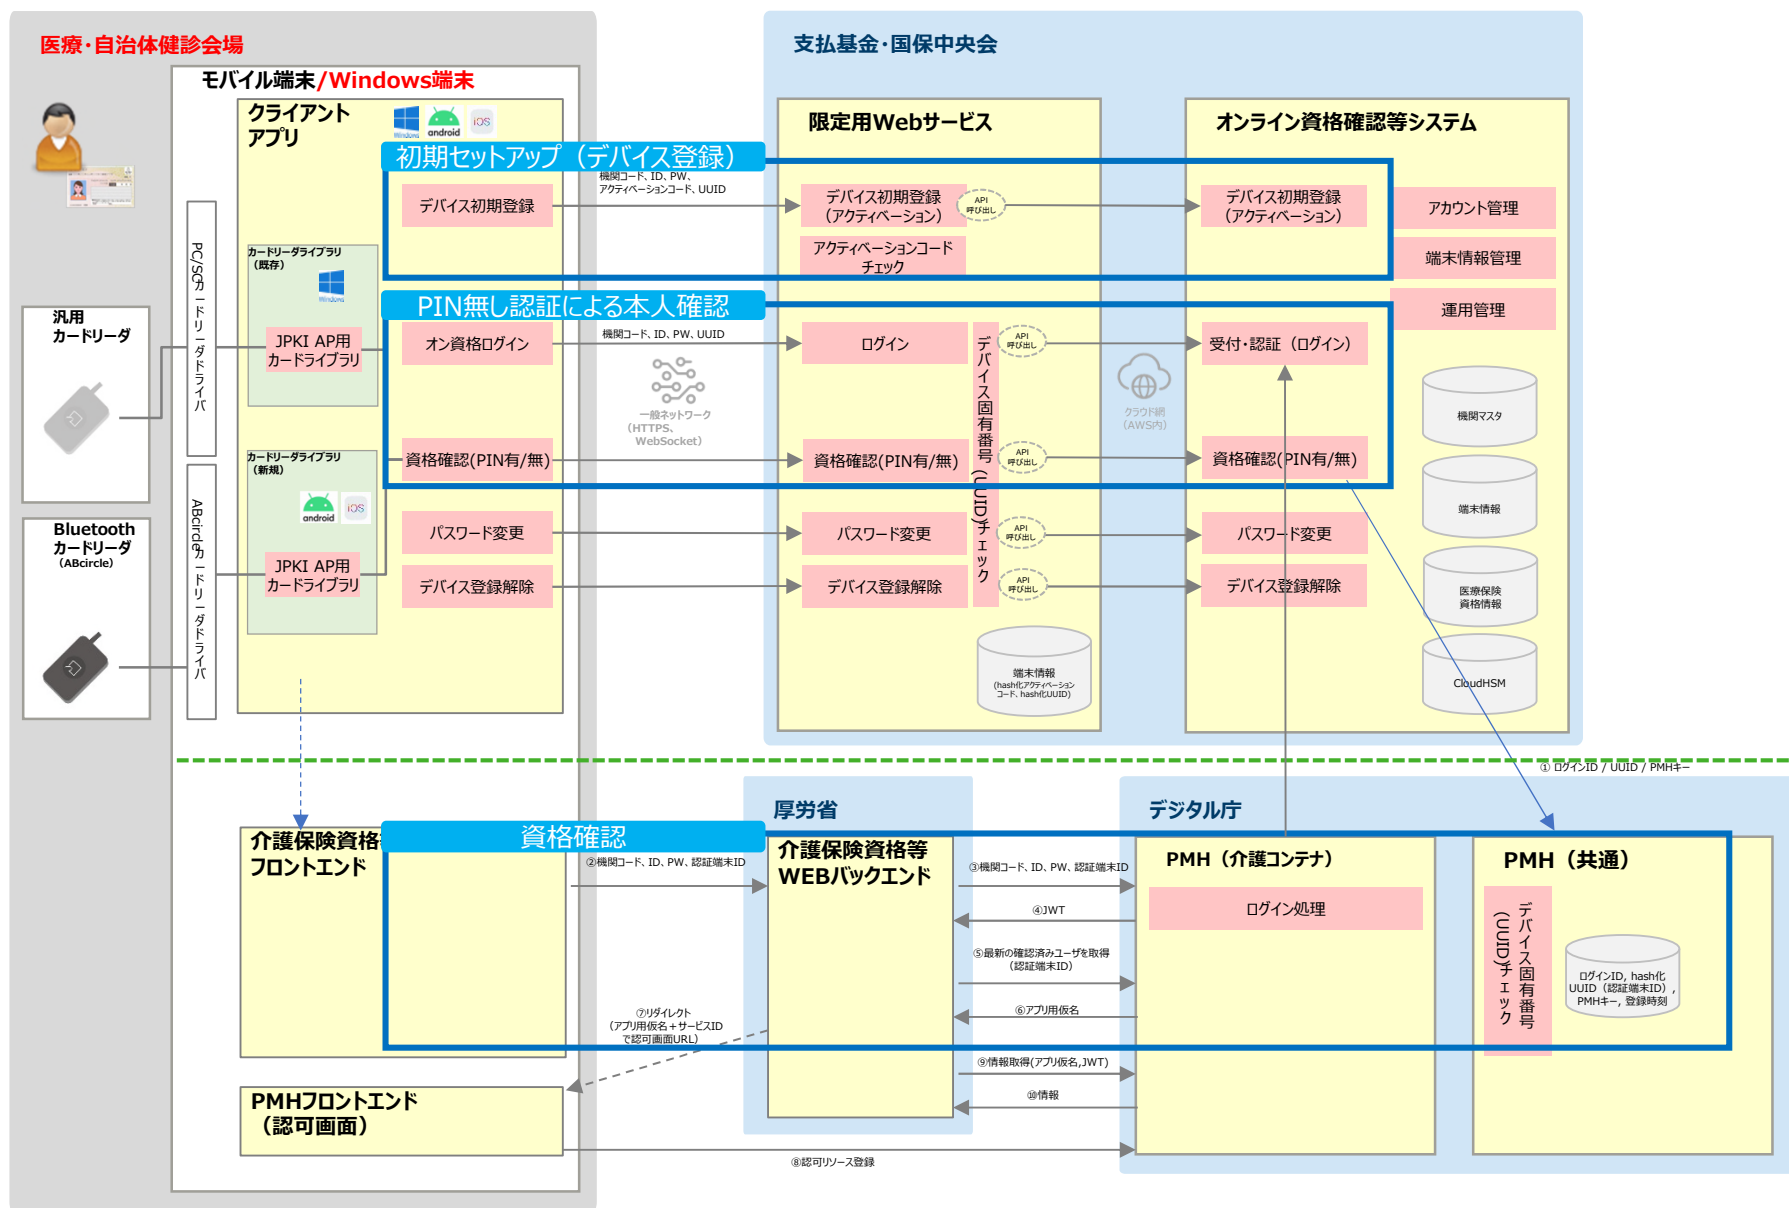 医療・自治体健診会場
モバイル端末/Windows端末
クライアント
アプリ
Windows
android
iOS
支払基金・国保中央会
限定用Webサービス
オンライン資格確認等システム
初期セットアップ（デバイス登録）
機関コード、ID、PW、
アクティベーションコード、UUID
デバイス初期登録
デバイス初期登録
（アクティベーション）
API
呼び出し
デバイス初期登録
（アクティベーション）
アクティベーションコード
チェック
アカウント管理
端末情報管理
運用管理
PC/SCカードリーダドライバ
カードリーダライブラリ
（既存）
Windows
JPKI AP用
カードライブラリ
汎用
カードリーダ
PIN無し認証による本人確認
オン資格ログイン
機関コード、ID、PW、UUID
ログイン
API
呼び出し
受付・認証（ログイン）
デバイス固有番号(UUID)チェック
一般ネットワーク
（HTTPS、
WebSocket）
クラウド網
（AWS内）
機関マスタ
カードリーダライブラリ
（新規）
android
iOS
JPKI AP用
カードライブラリ
ABcircleカードリーダドライバ
Bluetooth
カードリーダ
（ABcircle）
資格確認(PIN有/無)
資格確認(PIN有/無)
API
呼び出し
資格確認(PIN有/無)
端末情報
パスワード変更
パスワード変更
API
呼び出し
パスワード変更
デバイス登録解除
デバイス登録解除
API
呼び出し
デバイス登録解除
医療保険
資格情報
端末情報
(hash化アクティベーション
コード、hash化UUID)
CloudHSM
① ログインID / UUID / PMHキー
厚労省
デジタル庁
介護保険資格
フロントエンド
資格確認
介護保険資格等
WEBバックエンド
PMH（介護コンテナ）
PMH（共通）
②機関コード、ID、PW、認証端末ID
③機関コード、ID、PW、認証端末ID
ログイン処理
④JWT
⑤最新の確認済みユーザを取得
（認証端末ID）
⑥アプリ用仮名
デバイス固有番号(UUID)チェック
ログインID, hash化
UUID（認証端末ID）,
PMHキー, 登録時刻
⑦リダイレクト
（アプリ用仮名＋サービスID
で認可画面URL）
⑨情報取得(アプリ仮名,JWT)
⑩情報
PMHフロントエンド
（認可画面）
⑧認可リソース登録